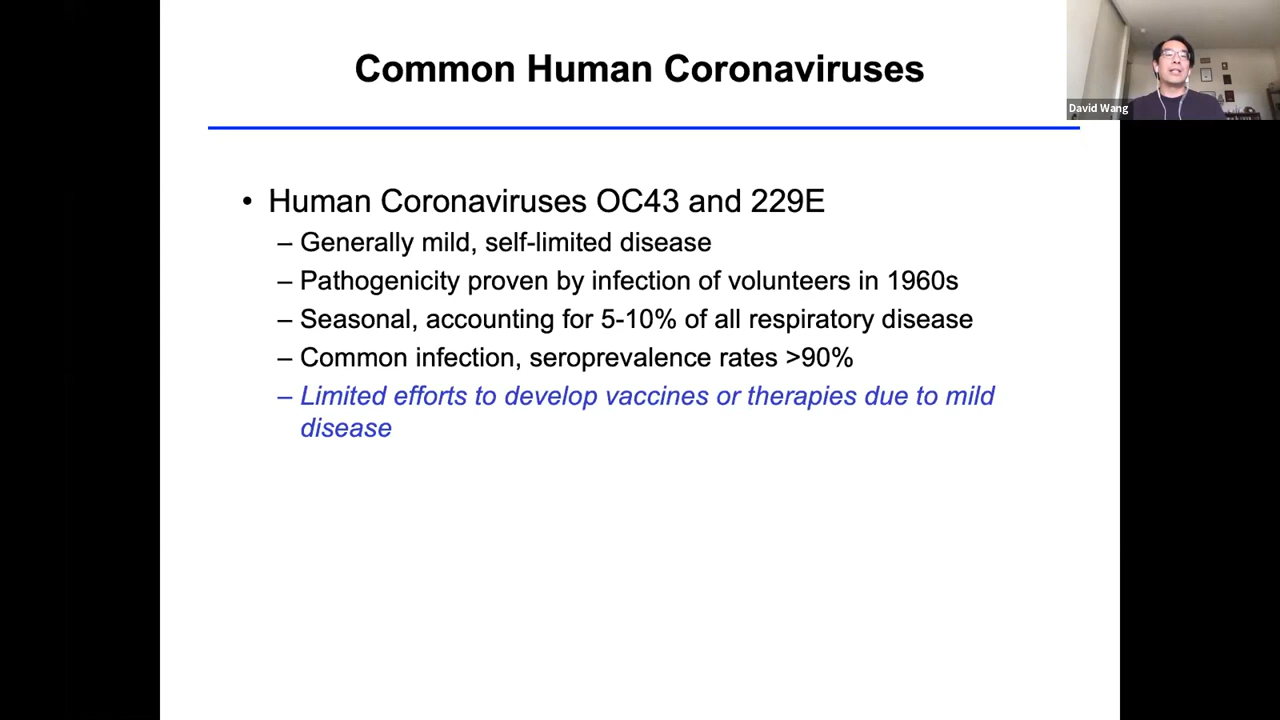 Common Human Coronaviruses
David Wang
• Human Coronaviruses OC43 and 229E
– Generally mild, self-limited disease
– Pathogenicity proven by infection of volunteers in 1960s
– Seasonal, accounting for 5-10% of all respiratory disease
– Common infection, seroprevalence rates >90%
– Limited efforts to develop vaccines or therapies due to mild
disease